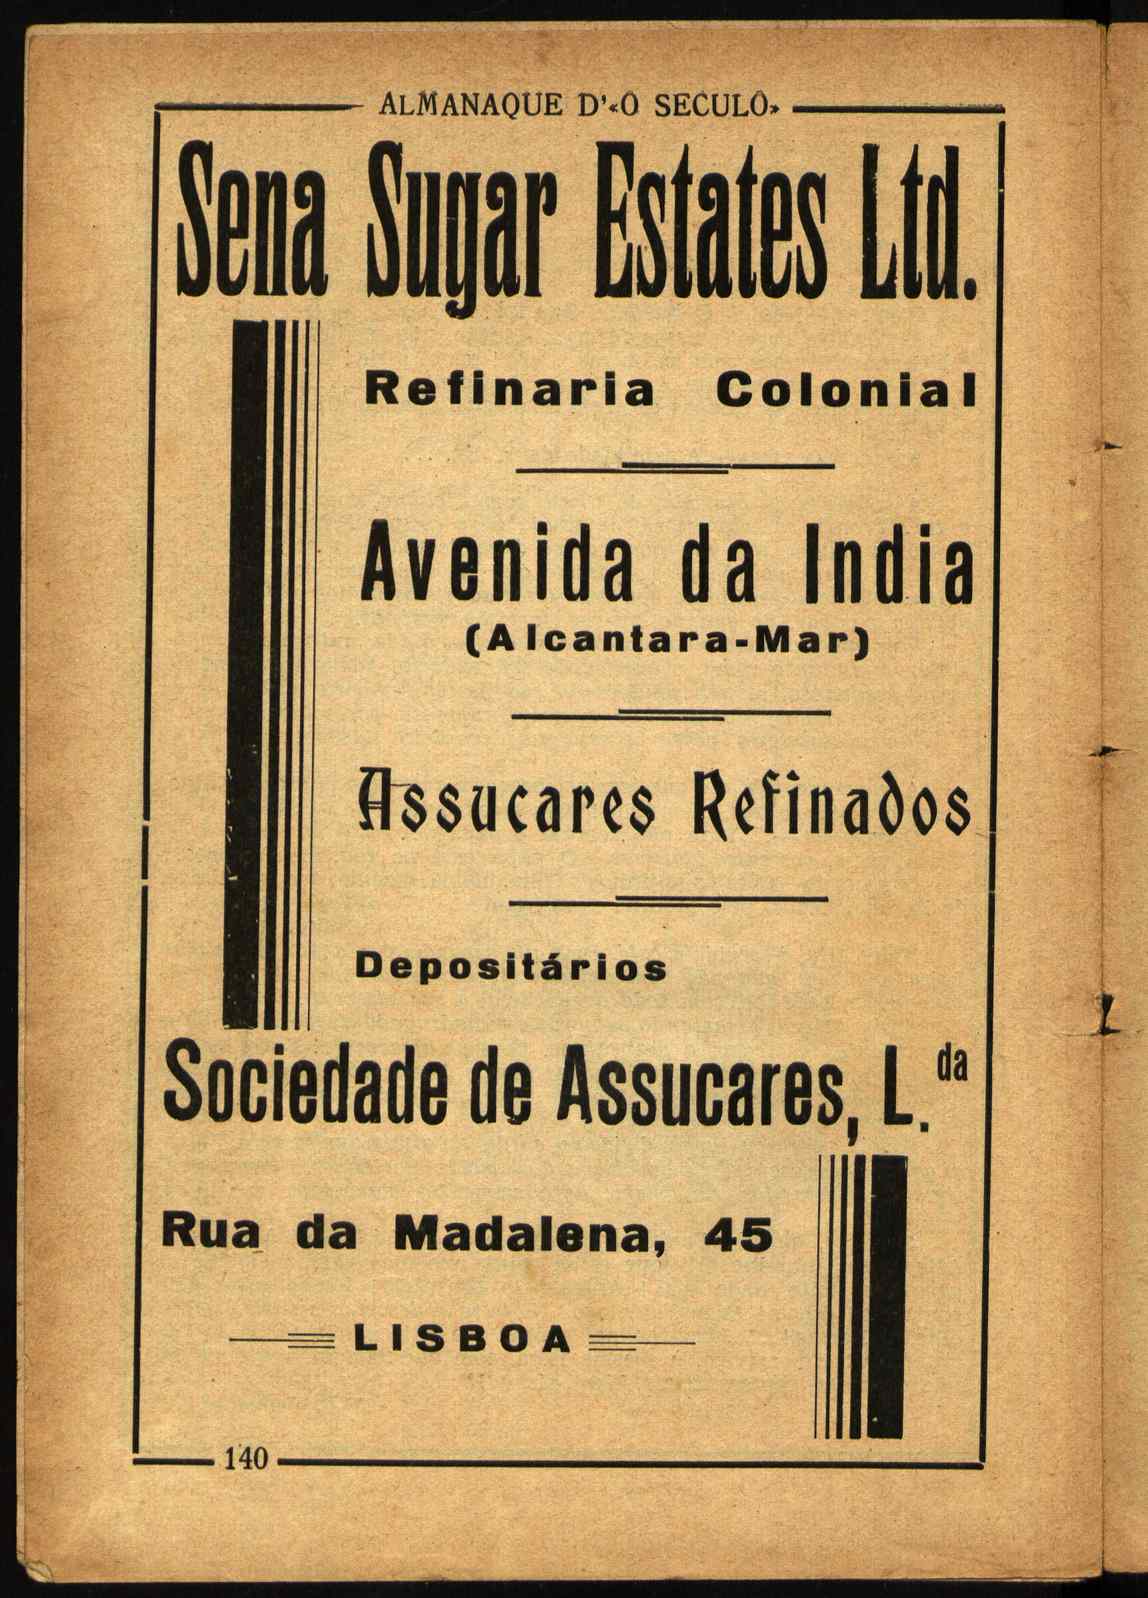 ALMANAQUE D'«O SECULO»
Sena Sugar Estates Ltd.
Refinaria Colonial
Avenida da India
(Alcantara-Mar)
Assucares Refinados
Depositários
Sociedade de Assucares, L.da
Rua da Madalena, 45
LISBOA
140